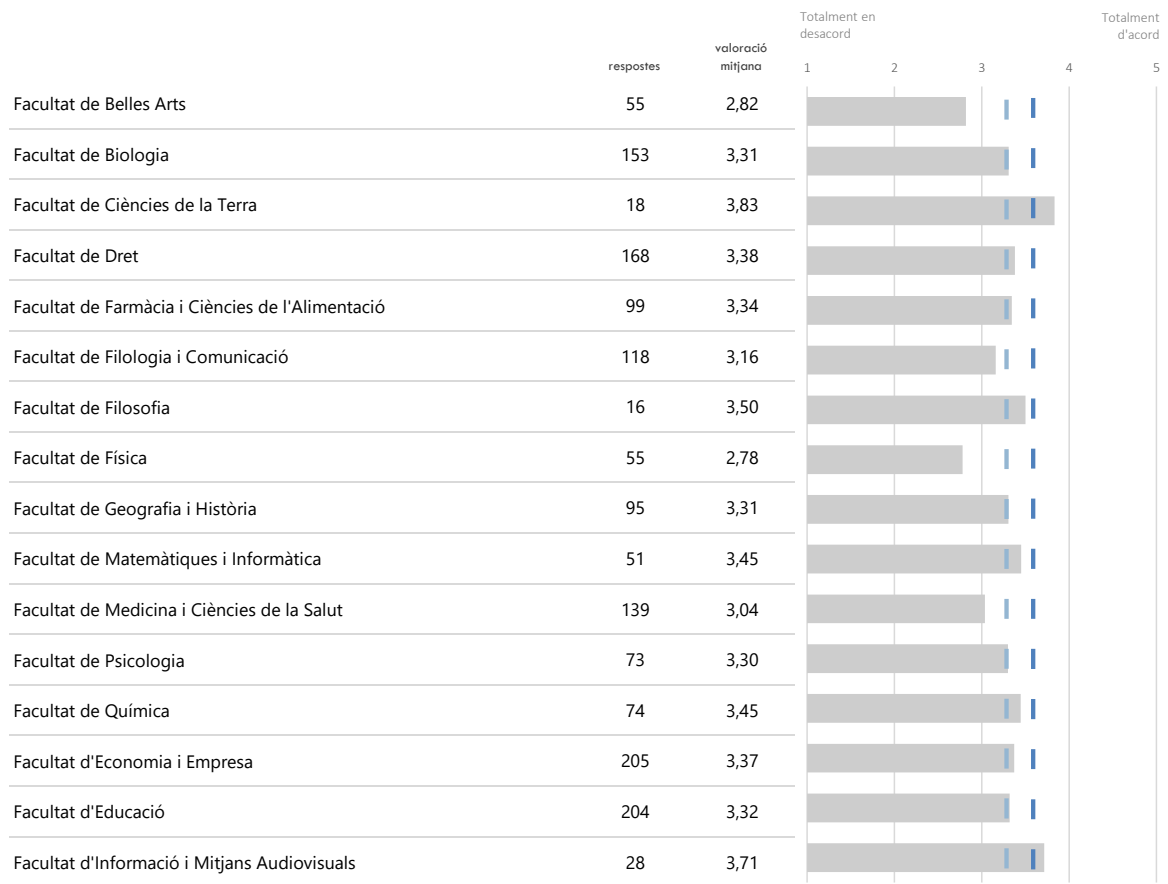 Totalment en
desacord
Totalment
d'acord
respostes
valoració
mitjana
1 2 3 4 5
Facultat de Belles Arts 55 2,82
Facultat de Biologia 153 3,31
Facultat de Ciències de la Terra 18 3,83
Facultat de Dret 168 3,38
Facultat de Farmàcia i Ciències de l'Alimentació 99 3,34
Facultat de Filologia i Comunicació 118 3,16
Facultat de Filosofia 16 3,50
Facultat de Física 55 2,78
Facultat de Geografia i Història 95 3,31
Facultat de Matemàtiques i Informàtica 51 3,45
Facultat de Medicina i Ciències de la Salut 139 3,04
Facultat de Psicologia 73 3,30
Facultat de Química 74 3,45
Facultat d'Economia i Empresa 205 3,37
Facultat d'Educació 204 3,32
Facultat d'Informació i Mitjans Audiovisuals 28 3,71